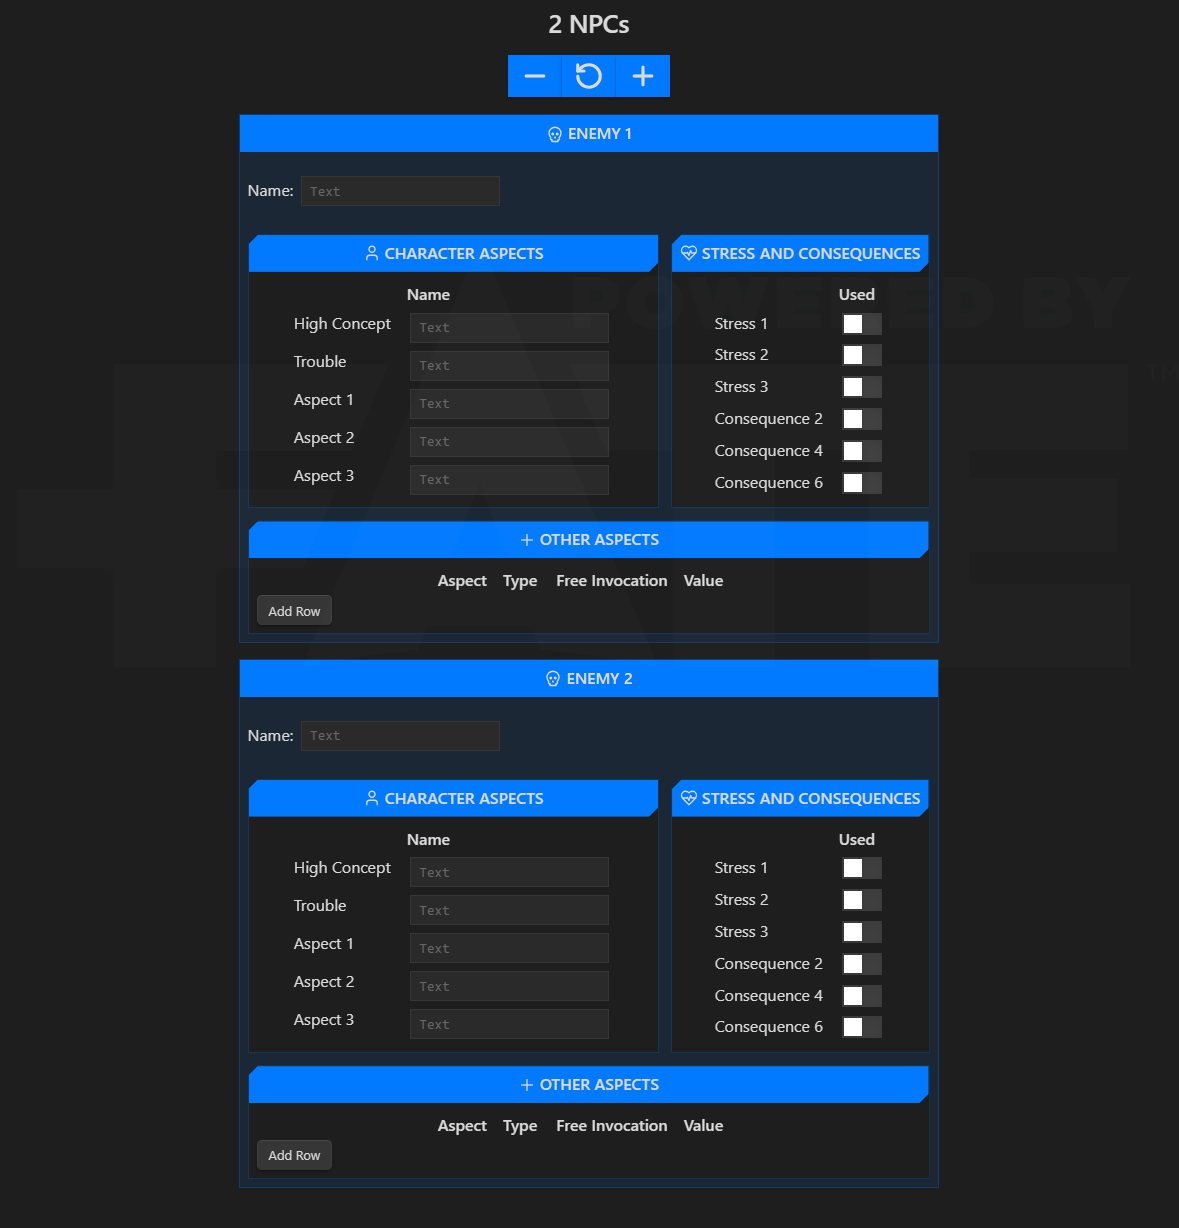 2 NPCs
ENEMY 1
Name: Text
CHARACTER ASPECTS
Name
High Concept Text
Trouble Text
Aspect 1 Text
Aspect 2 Text
Aspect 3 Text
STRESS AND CONSEQUENCES
Used
Stress 1
Stress 2
Stress 3
Consequence 2
Consequence 4
Consequence 6
OTHER ASPECTS
Aspect Type Free Invocation Value
Add Row
ENEMY 2
Name: Text
CHARACTER ASPECTS
Name
High Concept Text
Trouble Text
Aspect 1 Text
Aspect 2 Text
Aspect 3 Text
STRESS AND CONSEQUENCES
Used
Stress 1
Stress 2
Stress 3
Consequence 2
Consequence 4
Consequence 6
OTHER ASPECTS
Aspect Type Free Invocation Value
Add Row
POWERED BY
FATE™